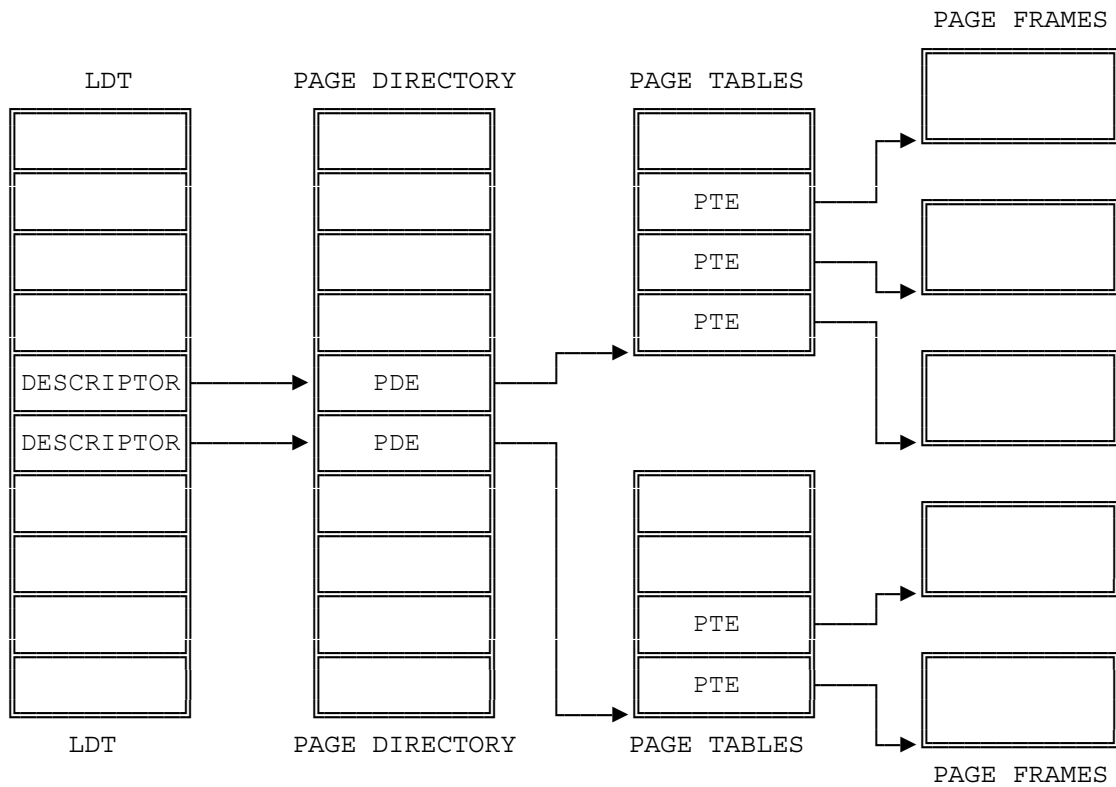 PAGE FRAMES
LDT PAGE DIRECTORY PAGE TABLES
PTE
PTE
PTE
DESCRIPTOR PDE
DESCRIPTOR PDE
PTE
PTE
LDT PAGE DIRECTORY PAGE TABLES
PAGE FRAMES